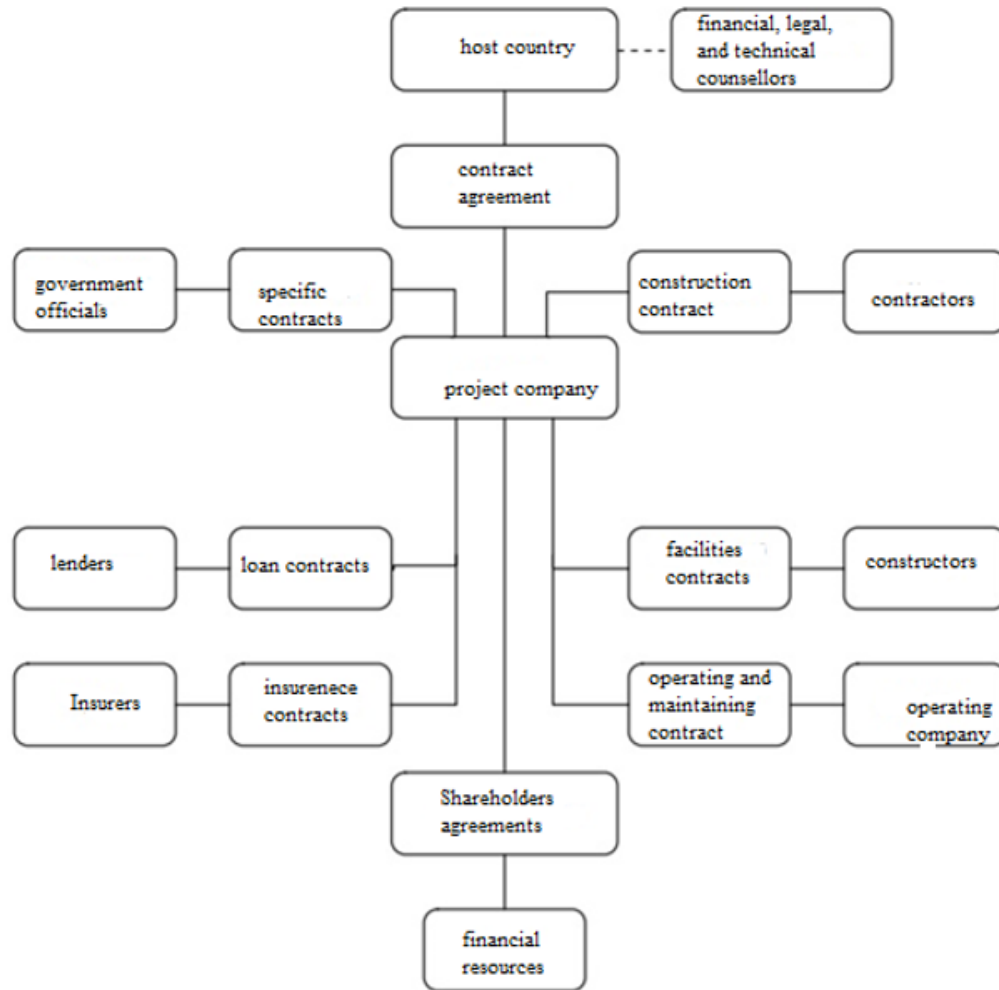 host country
financial, legal,
and technical
counsellors
contract
agreement
government
officials
specific
contracts
construction
contract
contractors
project company
lenders
loan contracts
facilities
contracts
constructors
Insurers
insurenece
contracts
operating and
maintaining
contract
operating
company
Shareholders
agreements
financial
resources